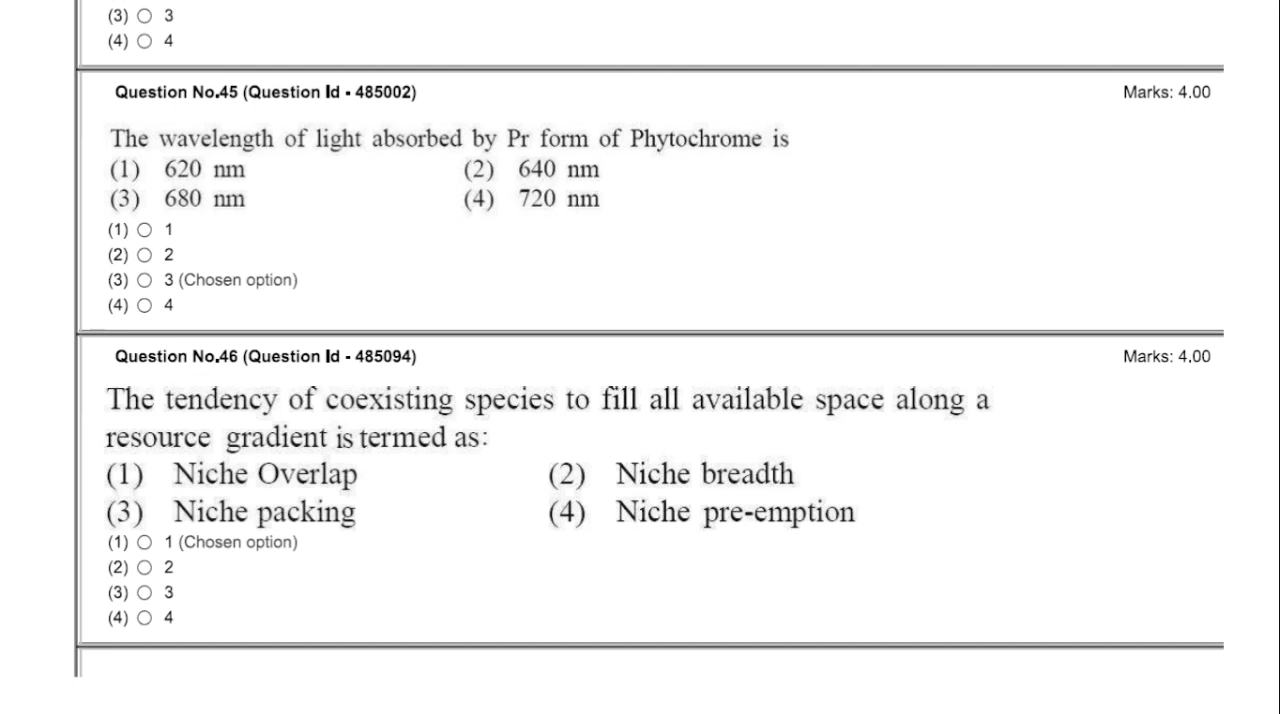 (3) 3
(4) 4
Question No.45 (Question Id - 485002) Marks: 4.00
The wavelength of light absorbed by Pr form of Phytochrome is
(1) 620 nm (2) 640 nm
(3) 680 nm (4) 720 nm
(1) 1
(2) 2
(3) 3 (Chosen option)
(4) 4
Question No.46 (Question Id - 485094) Marks: 4.00
The tendency of coexisting species to fill all available space along a
resource gradient is termed as:
(1) Niche Overlap (2) Niche breadth
(3) Niche packing (4) Niche pre-emption
(1) 1 (Chosen option)
(2) 2
(3) 3
(4) 4